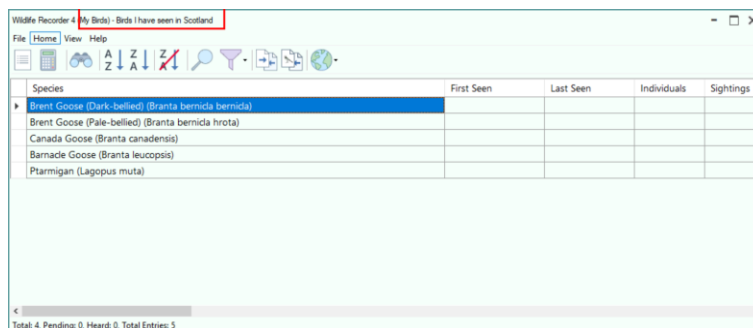 Wildlife Recorder 4 (My Birds) - Birds I have seen in Scotland
File Home View Help
Species First Seen Last Seen Individuals Sightings
Brent Goose (Dark-bellied) (Branta bernicla bernicla)
Brent Goose (Pale-bellied) (Branta bernicla hrota)
Canada Goose (Branta canadensis)
Barnacle Goose (Branta leucopsis)
Ptarmigan (Lagopus muta)
Total: 4, Pending: 0, Heard: 0, Total Entries: 5